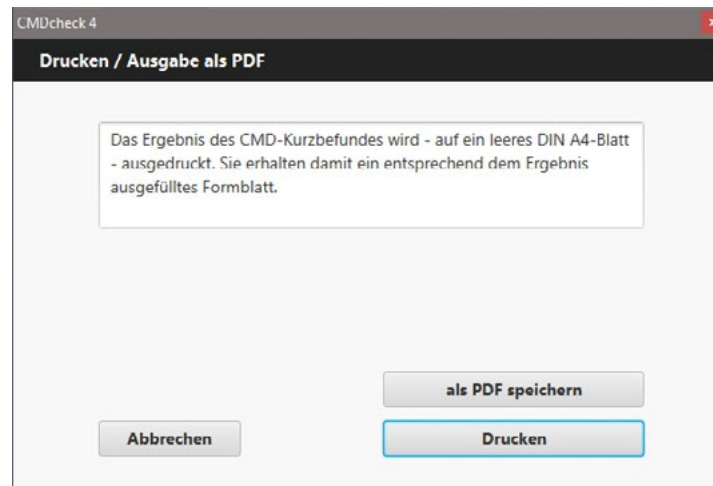 CMDcheck 4
Drucken / Ausgabe als PDF
Das Ergebnis des CMD-Kurzbefundes wird - auf ein leeres DIN A4-Blatt
- ausgedruckt. Sie erhalten damit ein entsprechend dem Ergebnis
ausgefülltes Formblatt.
als PDF speichern
Abbrechen
Drucken